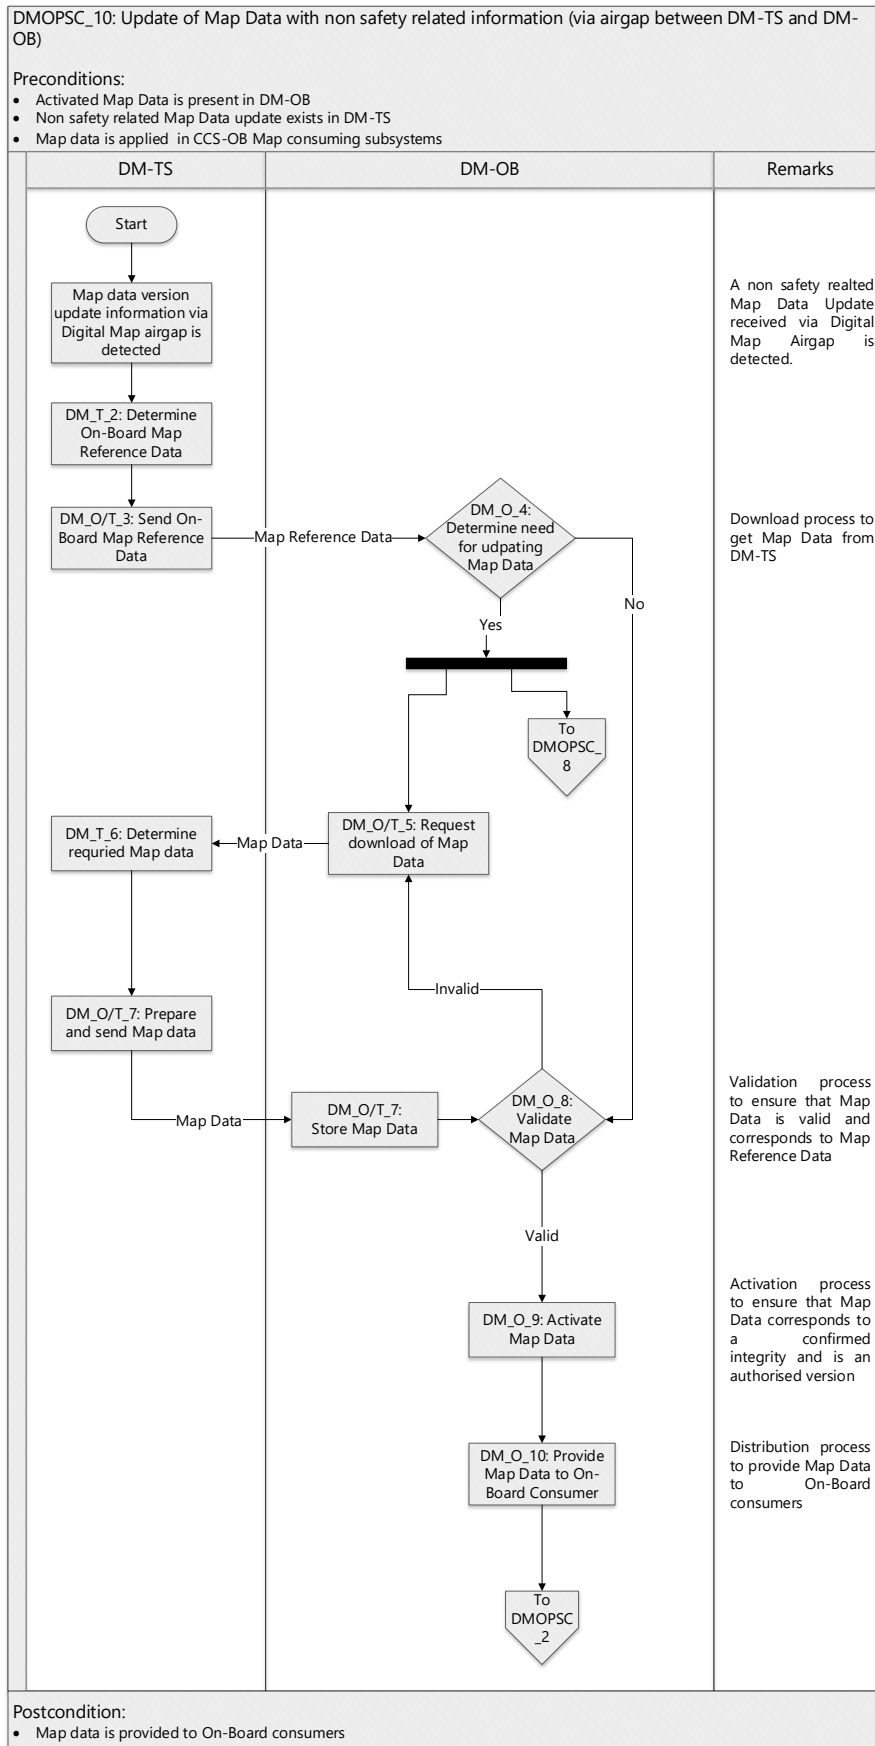 DMOPSC_10: Update of Map Data with non safety related information (via airgap between DM-TS and DM-
OB)
Preconditions:
• Activated Map Data is present in DM-OB
• Non safety related Map Data update exists in DM-TS
• Map data is applied in CCS-OB Map consuming subsystems
DM-TS
DM-OB
Remarks
Start
Map data version
update information via
Digital Map airgap is
detected
A non safety realted
Map Data Update
received via Digital
Map Airgap is
detected.
DM_T_2: Determine
On-Board Map
Reference Data
DM_O/T_3: Send On-
Board Map Reference
Data
Map Reference Data
DM_O_4:
Determine need
for udpating
Map Data
Download process to
get Map Data from
DM-TS
No
Yes
To
DMOPSC_
8
DM_T_6: Determine
requried Map data
Map Data
DM_O/T_5: Request
download of Map
Data
Invalid
DM_O/T_7: Prepare
and send Map data
Map Data
DM_O/T_7:
Store Map Data
DM_O_8:
Validate
Map Data
Validation process
to ensure that Map
Data is valid and
corresponds to Map
Reference Data
Valid
DM_O_9: Activate
Map Data
Activation process
to ensure that Map
Data corresponds to
a confirmed
integrity and is an
authorised version
DM_O_10: Provide
Map Data to On-
Board Consumer
Distribution process
to provide Map Data
to On-Board
consumers
To
DMOPSC
_2
Postcondition:
• Map data is provided to On-Board consumers